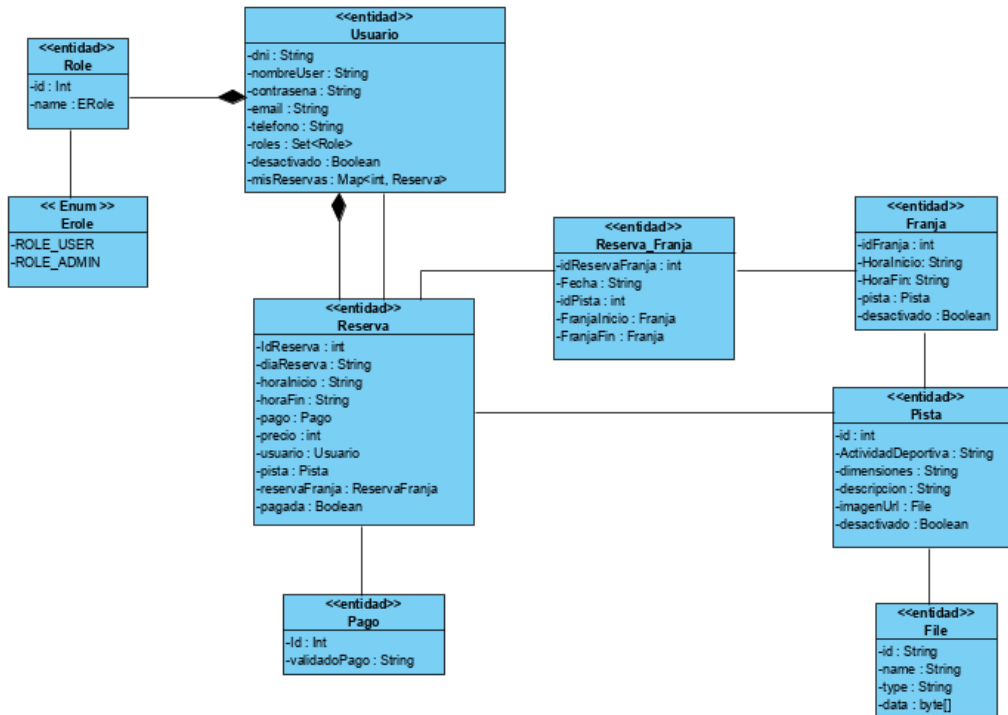 <<entidad>>
Role
-id : Int
-name : ERole
<< Enum >>
Erole
-ROLE_USER
-ROLE_ADMIN
<<entidad>>
Usuario
-dni : String
-nombreUser : String
-contrasena : String
-email : String
-telefono : String
-roles : Set<Role>
-desactivado : Boolean
-misReservas : Map<int, Reserva>
<<entidad>>
Reserva_Franja
-idReservaFranja : int
-Fecha : String
-idPista : int
-FranjaInicio : Franja
-FranjaFin : Franja
<<entidad>>
Franja
-idFranja : int
-HoraInicio: String
-HoraFin: String
-pista : Pista
-desactivado : Boolean
<<entidad>>
Reserva
-IdReserva : int
-diaReserva : String
-horaInicio : String
-horaFin : String
-pago : Pago
-precio : int
-usuario : Usuario
-pista : Pista
-reservaFranja : ReservaFranja
-pagada : Boolean
<<entidad>>
Pista
-id : int
-ActividadDeportiva : String
-dimensiones : String
-descripcion : String
-imagenUrl : File
-desactivado : Boolean
<<entidad>>
Pago
-Id : Int
-validadoPago : String
<<entidad>>
File
-id : String
-name : String
-type : String
-data : byte[]